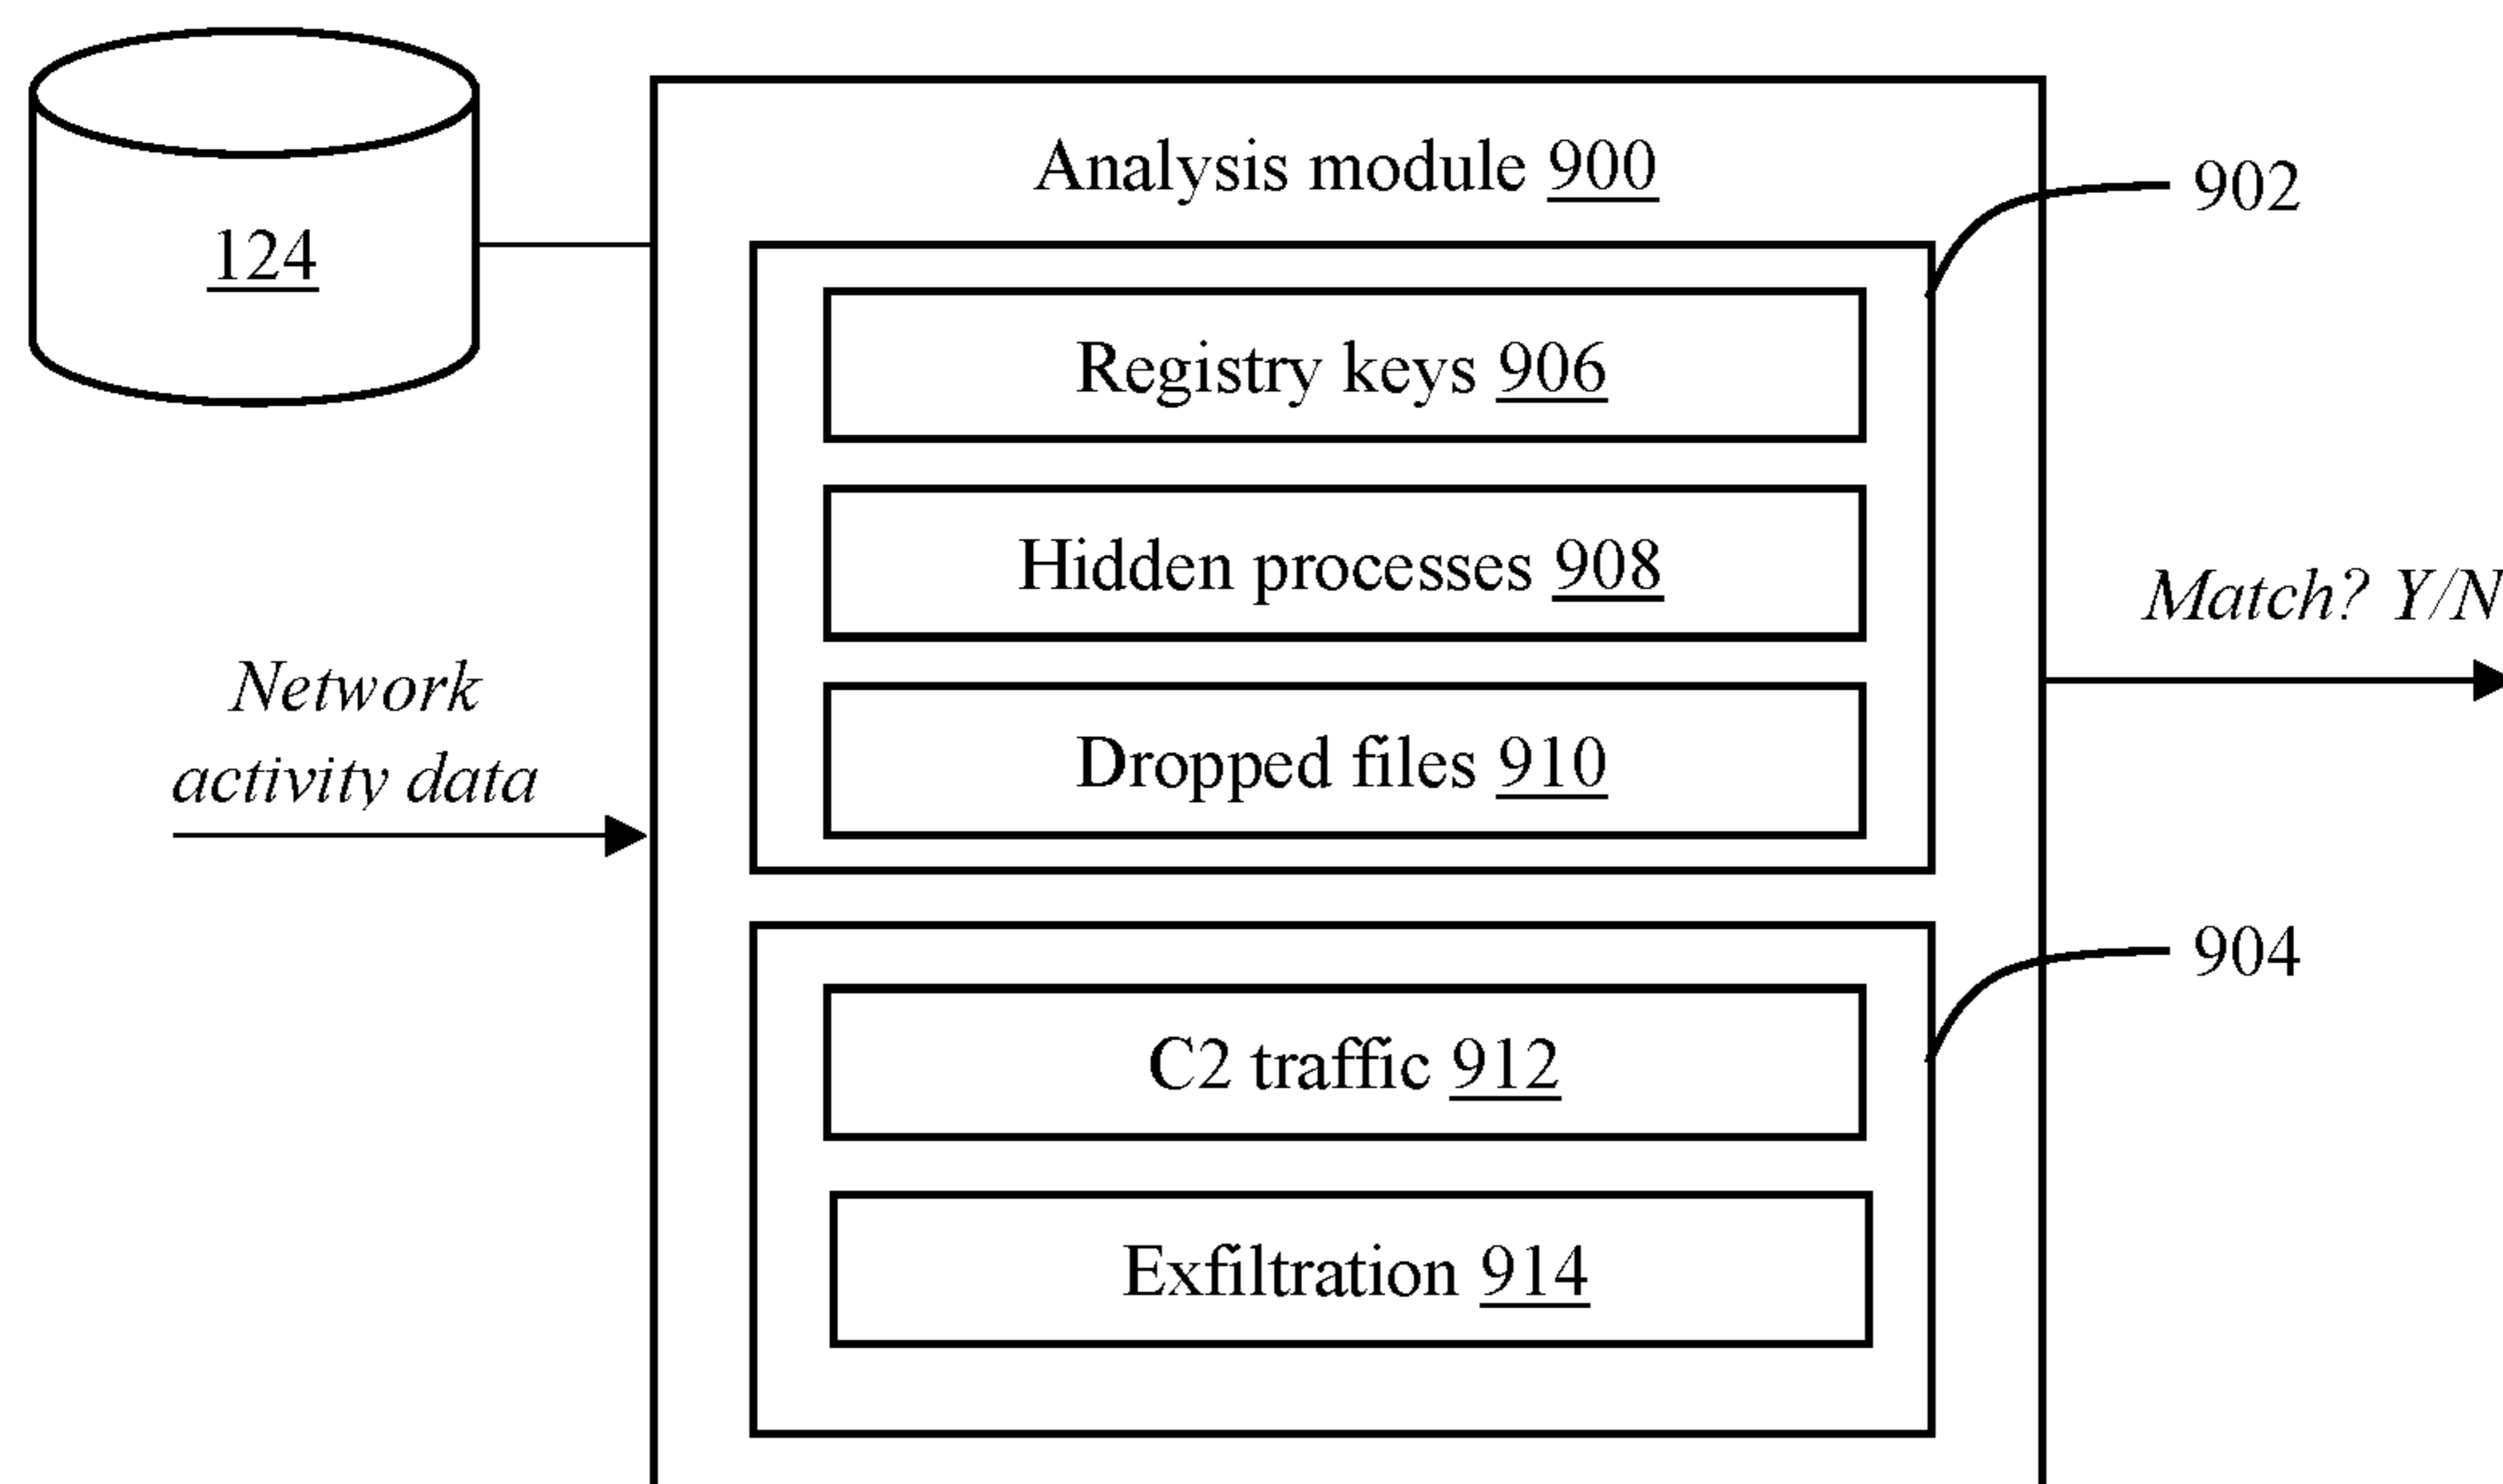 Analysis module 900
902
124
Registry keys 906
Hidden processes 908
Match? Y/N
Network
activity data
Dropped files 910
904
C2 traffic 912
Exfiltration 914